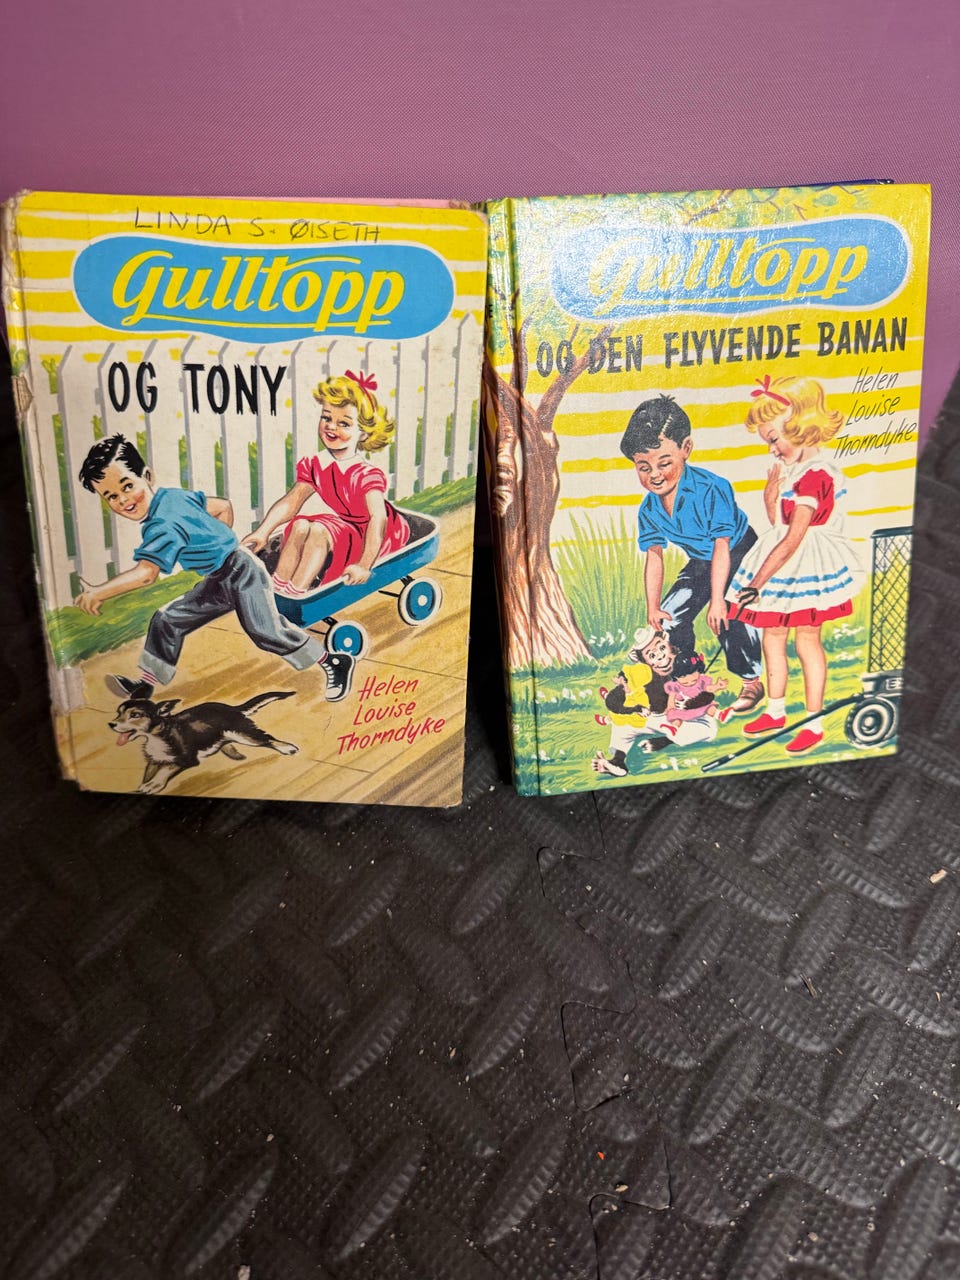 LINDA S. ØISETH
Gulltopp
OG TONY
Helen
Louise
Thorndyke
Gulltopp
OG DEN FLYVENDE BANAN
Helen
Louise
Thorndyke